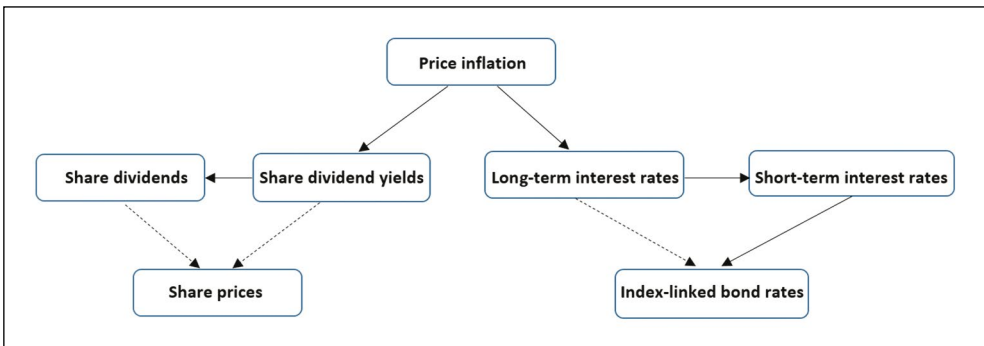 Price inflation
Share dividends
Share dividend yields
Long-term interest rates
Short-term interest rates
Share prices
Index-linked bond rates